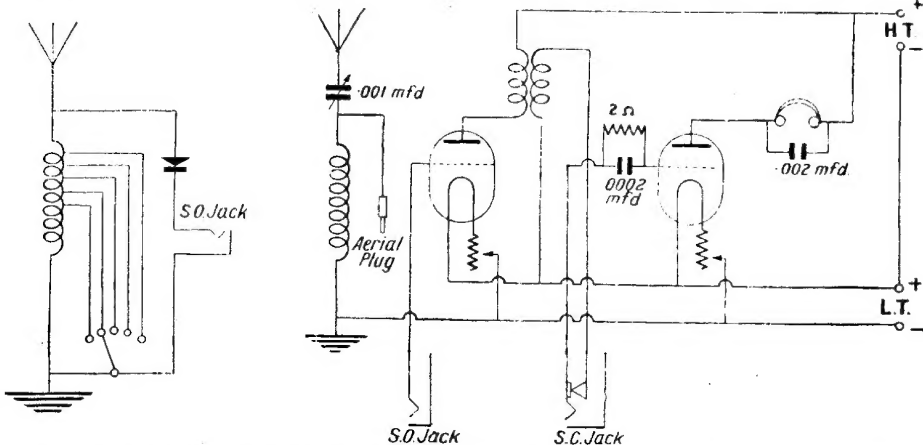 S.O. Jack
.001 mfd
Aerial
Plug
2 Ω
.0002
mfd
.002 mfd.
+
H.T.
−
+
L.T.
−
S.O. Jack
S.C. Jack